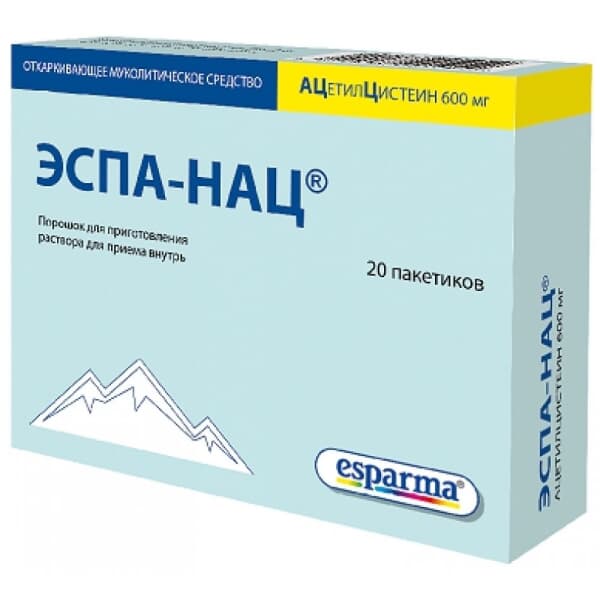 ОТХАРКИВАЮЩЕЕ МУКОЛИТИЧЕСКОЕ СРЕДСТВО
АЦетилЦистеин 600 мг
ЭСПА-НАЦ®
Порошок для приготовления
раствора для приема внутрь
20 пакетиков
esparma®
ЭСПА-НАЦ®
АЦЕТИЛЦИСТЕИН 600 МГ